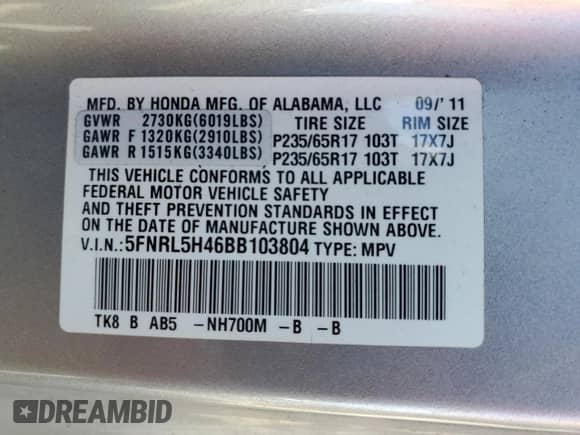 MFD. BY HONDA MFG. OF ALABAMA, LLC 09/'11
GVWR 2730KG(6019LBS) TIRE SIZE RIM SIZE
GAWR F 1320KG(2910LBS) P235/65R17 103T 17X7J
GAWR R 1515KG(3340LBS) P235/65R17 103T 17X7J
THIS VEHICLE CONFORMS TO ALL APPLICABLE
FEDERAL MOTOR VEHICLE SAFETY
AND THEFT PREVENTION STANDARDS IN EFFECT
ON THE DATE OF MANUFACTURE SHOWN ABOVE.
V.I.N.: 5FNRL5H46BB103804 TYPE: MPV
TK8 B AB5 -NH700M -B -B
DREAMBID